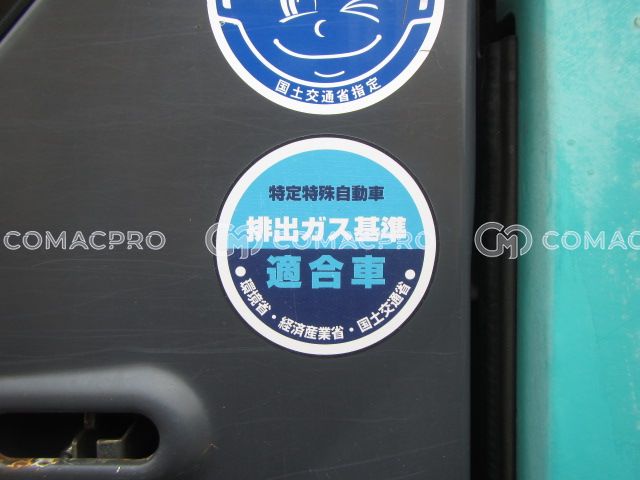 国土交通省指定
特定特殊自動車
排出ガス基準
適合車
●環境省・経済産業省・国土交通省●
COMACPRO
COMACPRO
COMACP